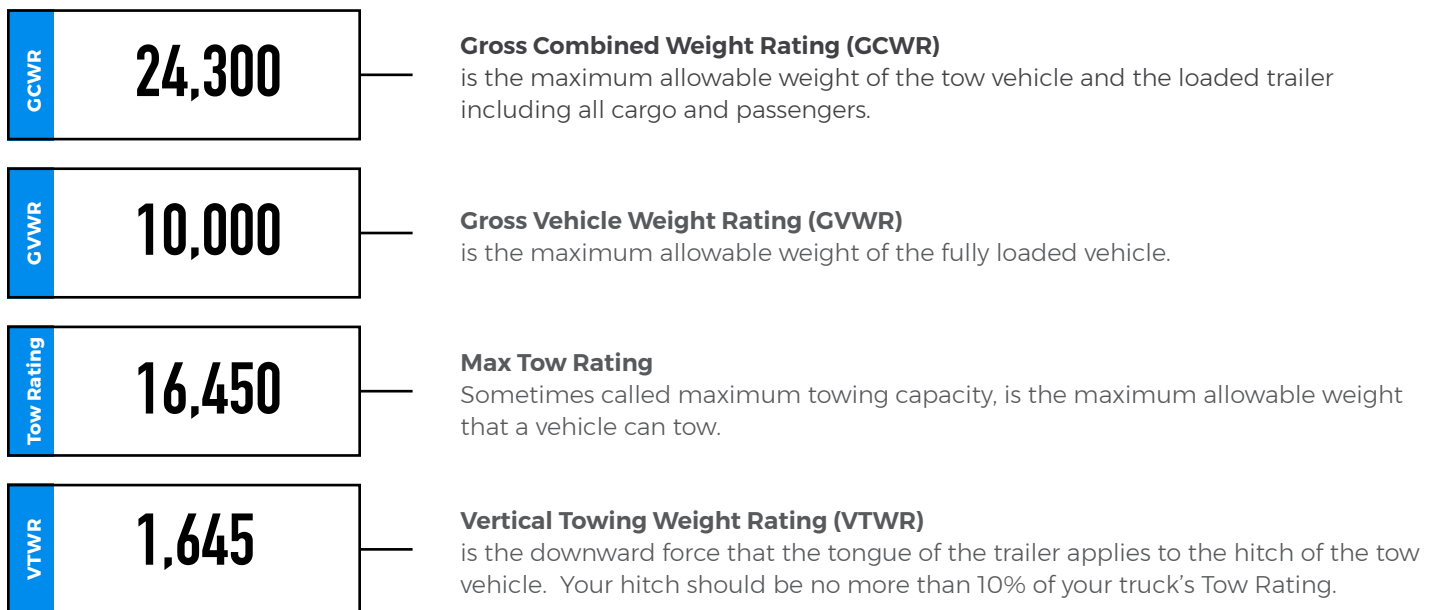 GCWR
24,300
Gross Combined Weight Rating (GCWR)
is the maximum allowable weight of the tow vehicle and the loaded trailer
including all cargo and passengers.
GVWR
10,000
Gross Vehicle Weight Rating (GVWR)
is the maximum allowable weight of the fully loaded vehicle.
Tow Rating
16,450
Max Tow Rating
Sometimes called maximum towing capacity, is the maximum allowable weight
that a vehicle can tow.
VTWR
1,645
Vertical Towing Weight Rating (VTWR)
is the downward force that the tongue of the trailer applies to the hitch of the tow
vehicle.  Your hitch should be no more than 10% of your truck's Tow Rating.